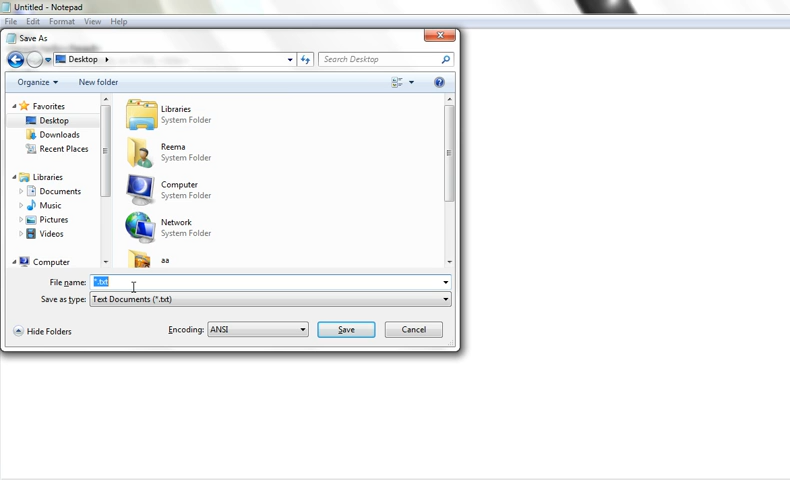 Untitled - Notepad
File Edit Format View Help
Save As
Desktop
Search Desktop
Organize New folder
Favorites
Desktop
Downloads
Recent Places
Libraries
Documents
Music
Pictures
Videos
Computer
Libraries
System Folder
Reema
System Folder
Computer
System Folder
Network
System Folder
aa
File name: *.txt
Save as type: Text Documents (*.txt)
Hide Folders Encoding: ANSI Save Cancel